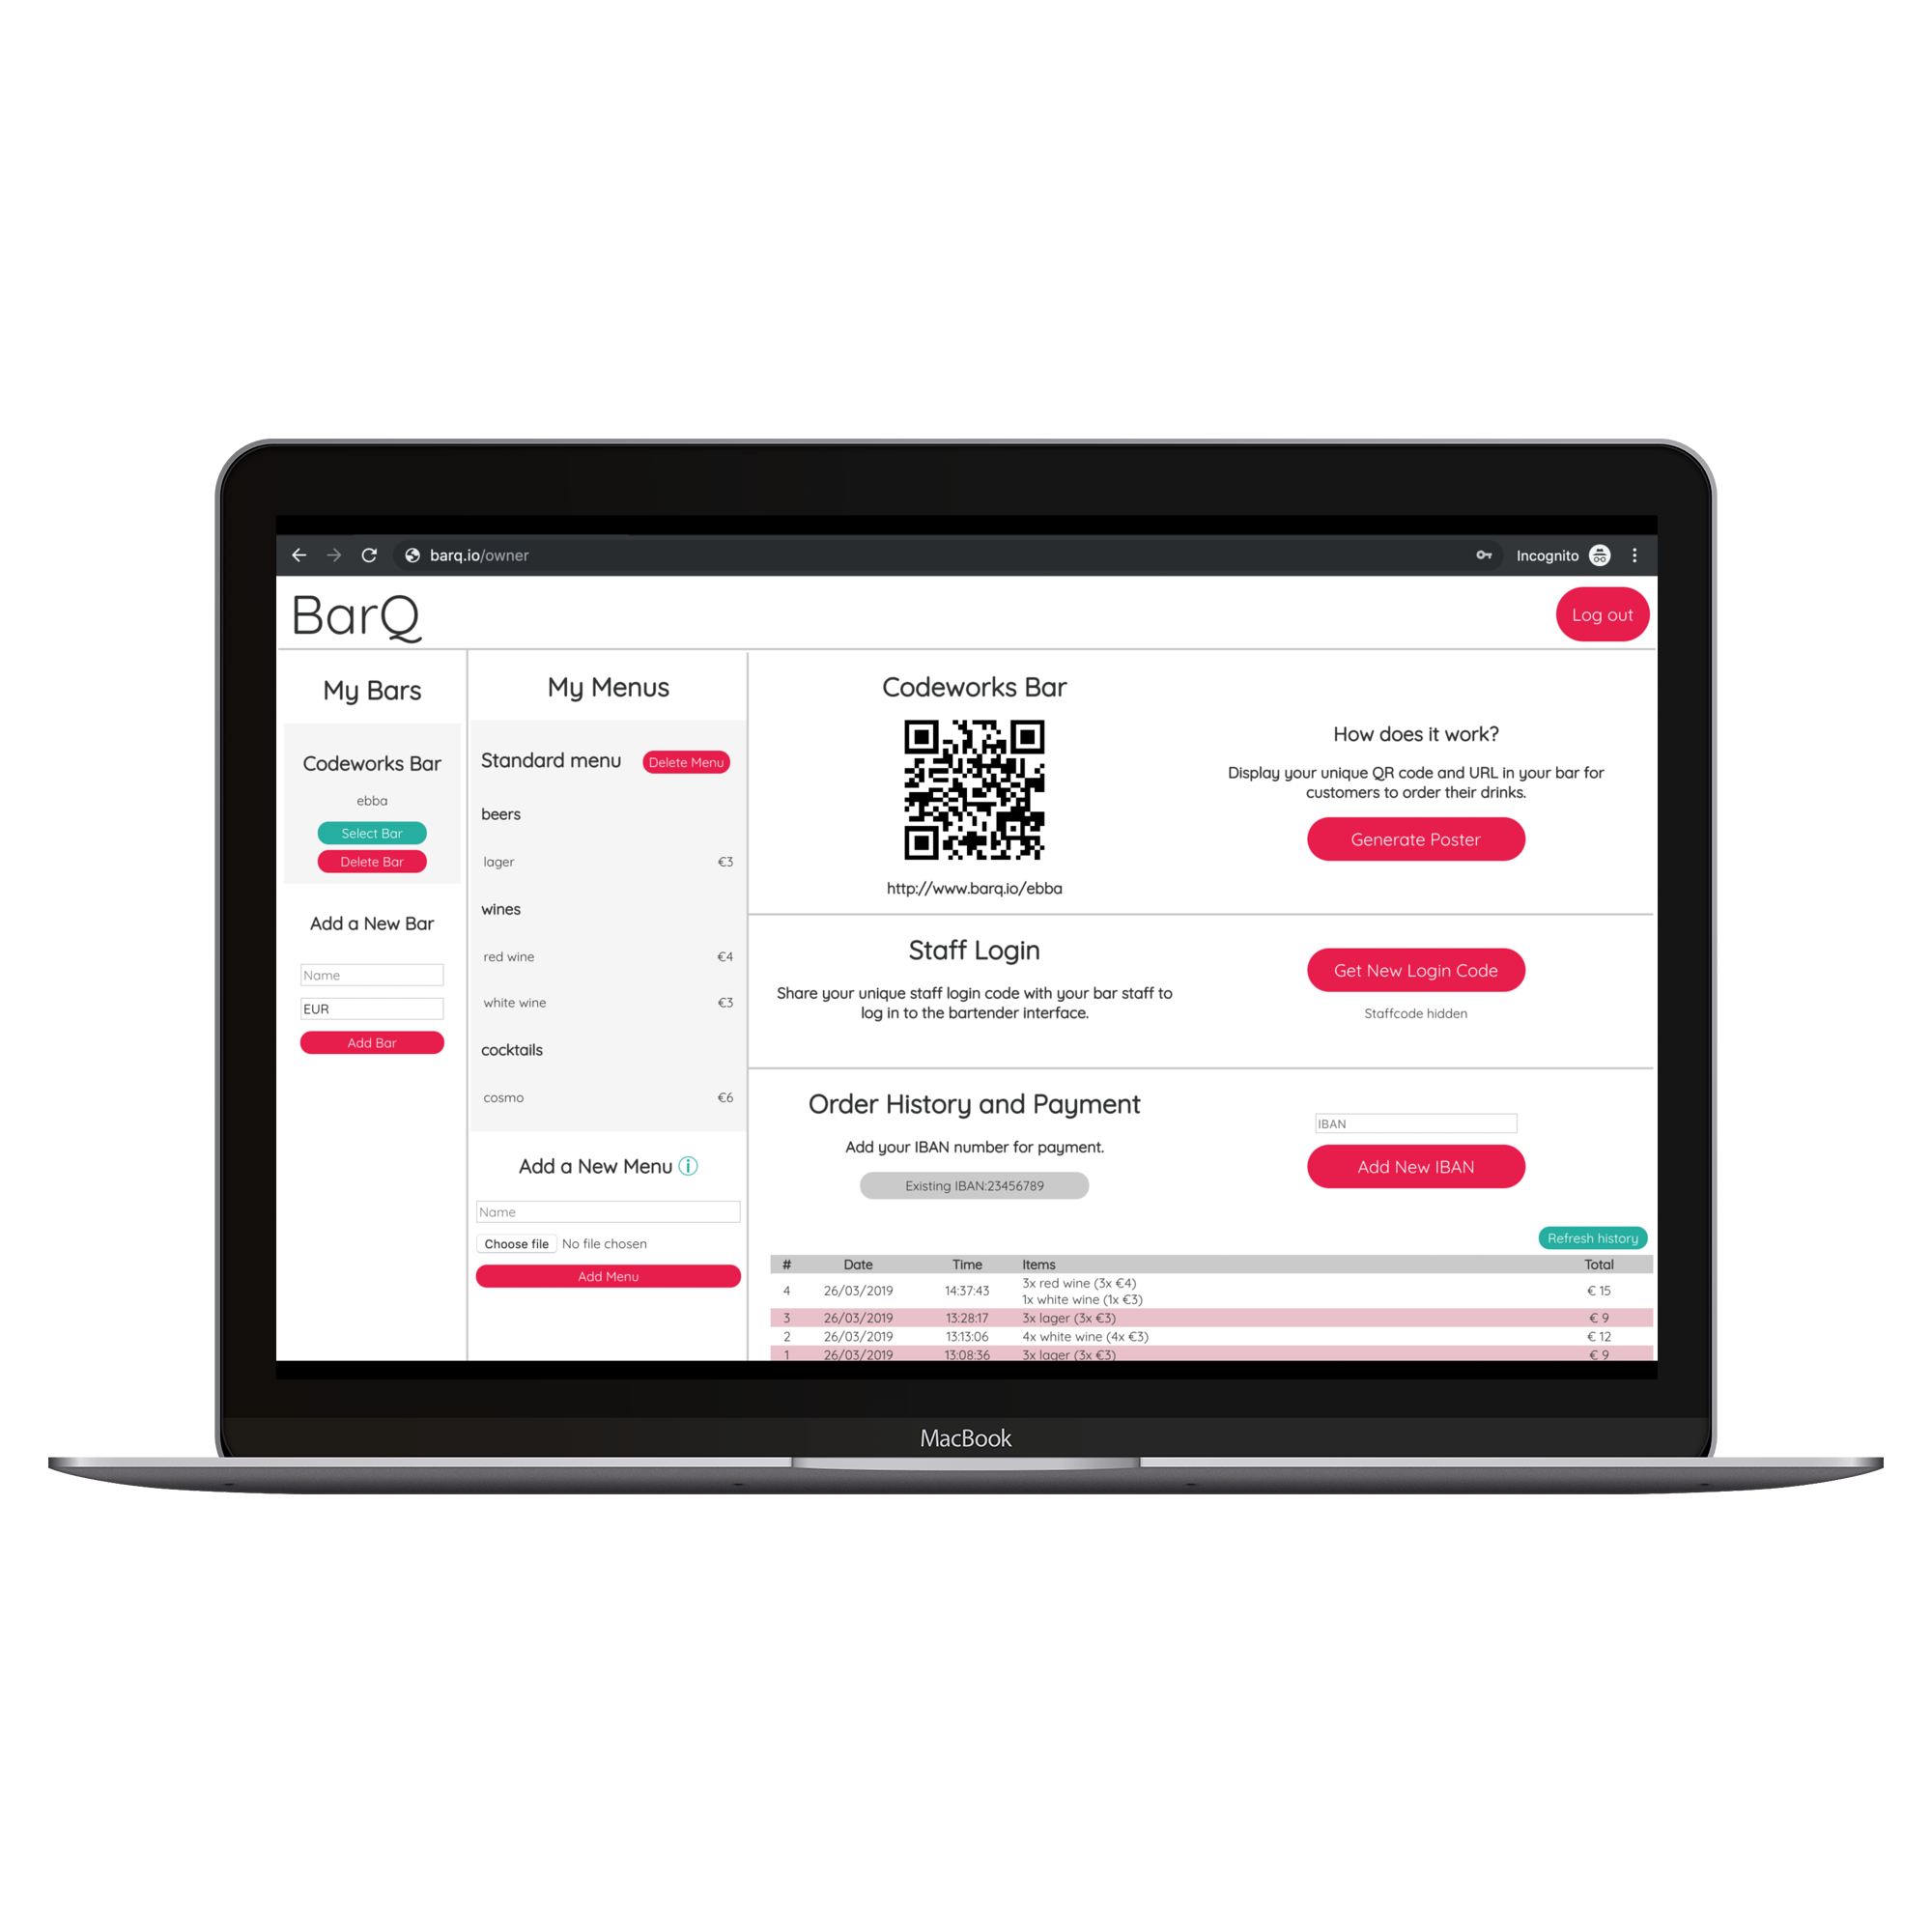 barq.io/owner
Incognito
BarQ
Log out
My Bars
Codeworks Bar
ebba
Select Bar
Delete Bar
Add a New Bar
Name
EUR
Add Bar
My Menus
Standard menu
Delete Menu
beers
lager €3
wines
red wine €4
white wine €3
cocktails
cosmo €6
Add a New Menu
Name
Choose file No file chosen
Add Menu
Codeworks Bar
http://www.barq.io/ebba
How does it work?
Display your unique QR code and URL in your bar for
customers to order their drinks.
Generate Poster
Staff Login
Share your unique staff login code with your bar staff to
log in to the bartender interface.
Get New Login Code
Staffcode hidden
Order History and Payment
Add your IBAN number for payment.
Existing IBAN:23456789
IBAN
Add New IBAN
Refresh history
# Date Time Items Total
4 26/03/2019 14:37:43 3x red wine (3x €4) € 15
1x white wine (1x €3)
3 26/03/2019 13:28:17 3x lager (3x €3) € 9
2 26/03/2019 13:13:06 4x white wine (4x €3) € 12
1 26/03/2019 13:08:36 3x lager (3x €3) € 9
MacBook